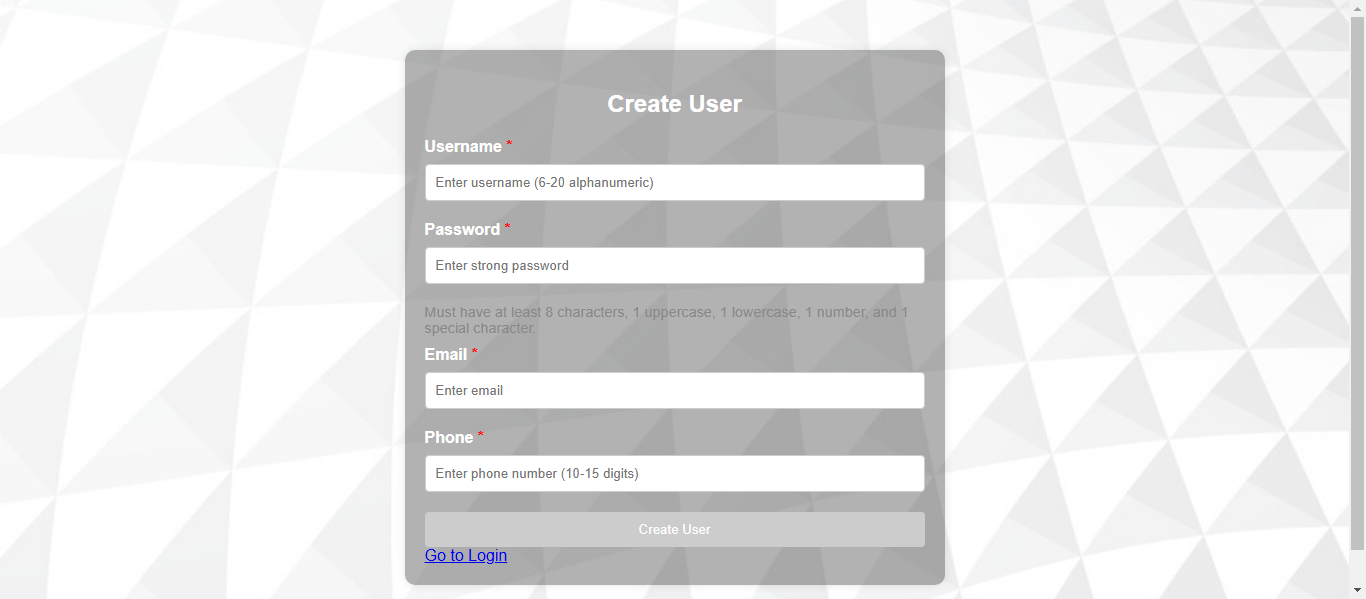 Create User
Username *
Enter username (6-20 alphanumeric)
Password *
Enter strong password
Must have at least 8 characters, 1 uppercase, 1 lowercase, 1 number, and 1
special character.
Email *
Enter email
Phone *
Enter phone number (10-15 digits)
Create User
Go to Login